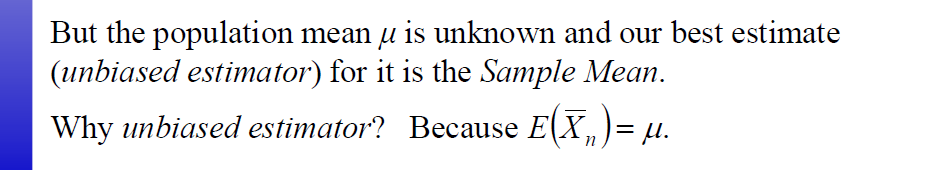 But the population mean μ is unknown and our best estimate
(unbiased estimator) for it is the Sample Mean.
Why unbiased estimator? Because E(X̅ₙ)= μ.